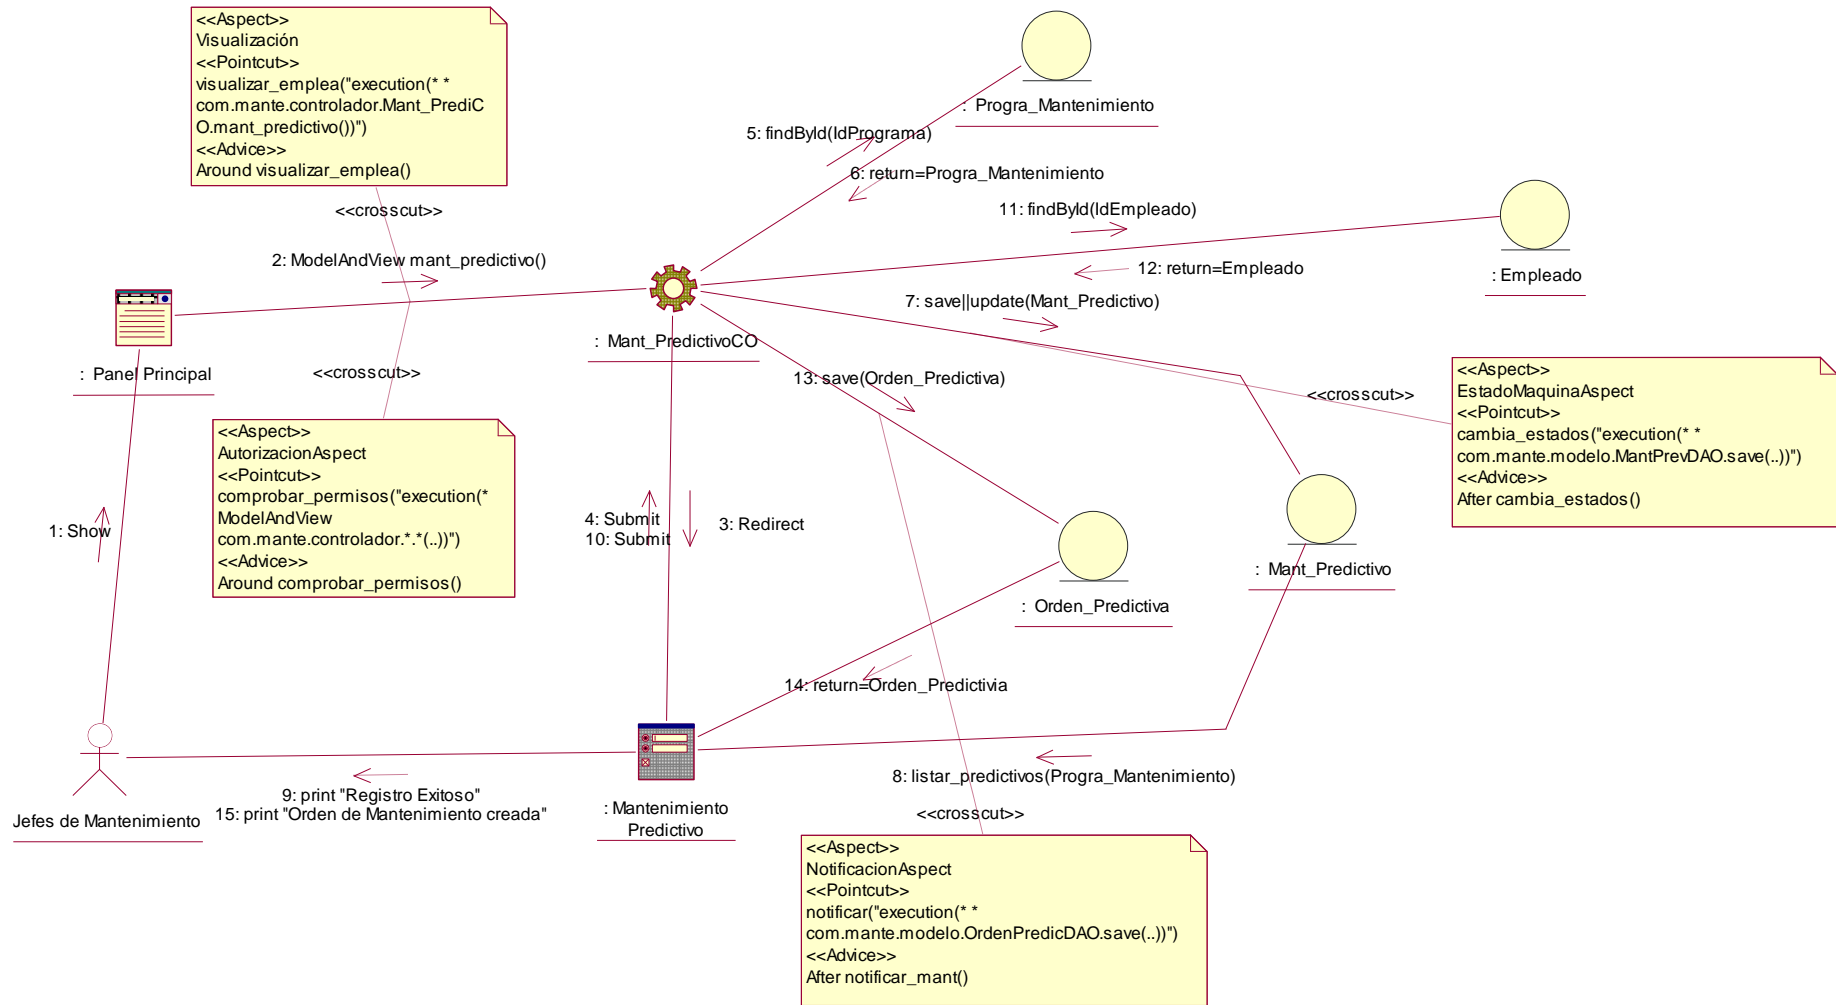 <<Aspect>>
Visualización
<<Pointcut>>
visualizar_emplea("execution(* *
com.mante.controlador.Mant_PrediC
O.mant_predictivo())")
<<Advice>>
Around visualizar_emplea()
: Progra_Mantenimiento
5: findById(IdPrograma)
6: return=Progra_Mantenimiento
<<crosscut>>
11: findById(IdEmpleado)
2: ModelAndView mant_predictivo()
12: return=Empleado
: Empleado
7: save||update(Mant_Predictivo)
: Mant_PredictivoCO
: Panel Principal
<<crosscut>>
13: save(Orden_Predictiva)
<<crosscut>>
<<Aspect>>
EstadoMaquinaAspect
<<Pointcut>>
cambia_estados("execution(* *
com.mante.modelo.MantPrevDAO.save(..))")
<<Advice>>
After cambia_estados()
<<Aspect>>
AutorizacionAspect
<<Pointcut>>
comprobar_permisos("execution(*
ModelAndView
com.mante.controlador.*.*(..))")
<<Advice>>
Around comprobar_permisos()
1: Show
4: Submit
10: Submit
3: Redirect
: Mant_Predictivo
: Orden_Predictiva
14: return=Orden_Predictivia
8: listar_predictivos(Progra_Mantenimiento)
9: print "Registro Exitoso"
15: print "Orden de Mantenimiento creada"
Jefes de Mantenimiento
: Mantenimiento
Predictivo
<<crosscut>>
<<Aspect>>
NotificacionAspect
<<Pointcut>>
notificar("execution(* *
com.mante.modelo.OrdenPredicDAO.save(..))")
<<Advice>>
After notificar_mant()